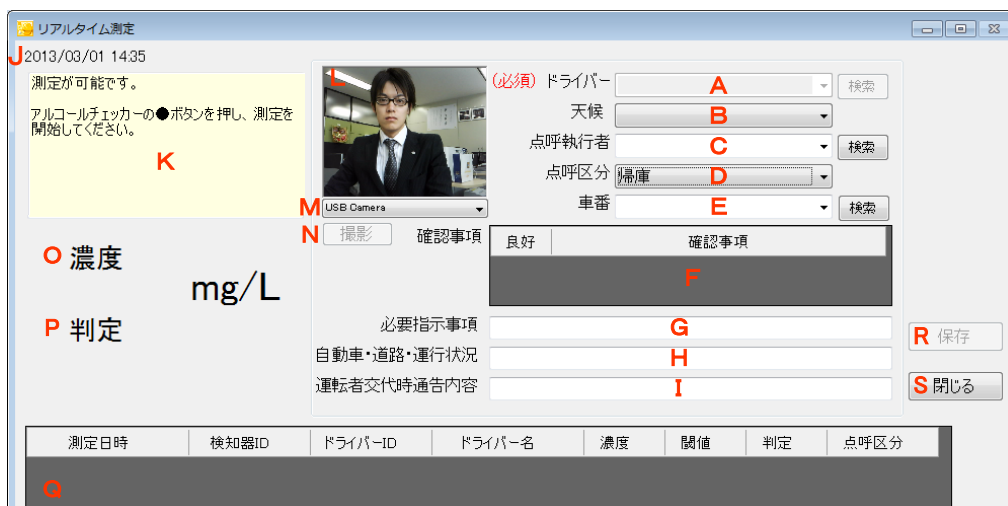 リアルタイム測定
J 2013/03/01 14:35
測定が可能です。
アルコールチェッカーの●ボタンを押し、測定を
開始してください。
K
L
M USB Camera
N 撮影
(必須) ドライバー A 検索
天候 B
点呼執行者 C 検索
点呼区分 帰庫 D
車番 E 検索
確認事項 良好 確認事項
F
O 濃度
mg/L
P 判定
必要指示事項 G
自動車・道路・運行状況 H
運転者交代時通告内容 I
R 保存
S 閉じる
測定日時 検知器ID ドライバーID ドライバー名 濃度 閾値 判定 点呼区分
Q